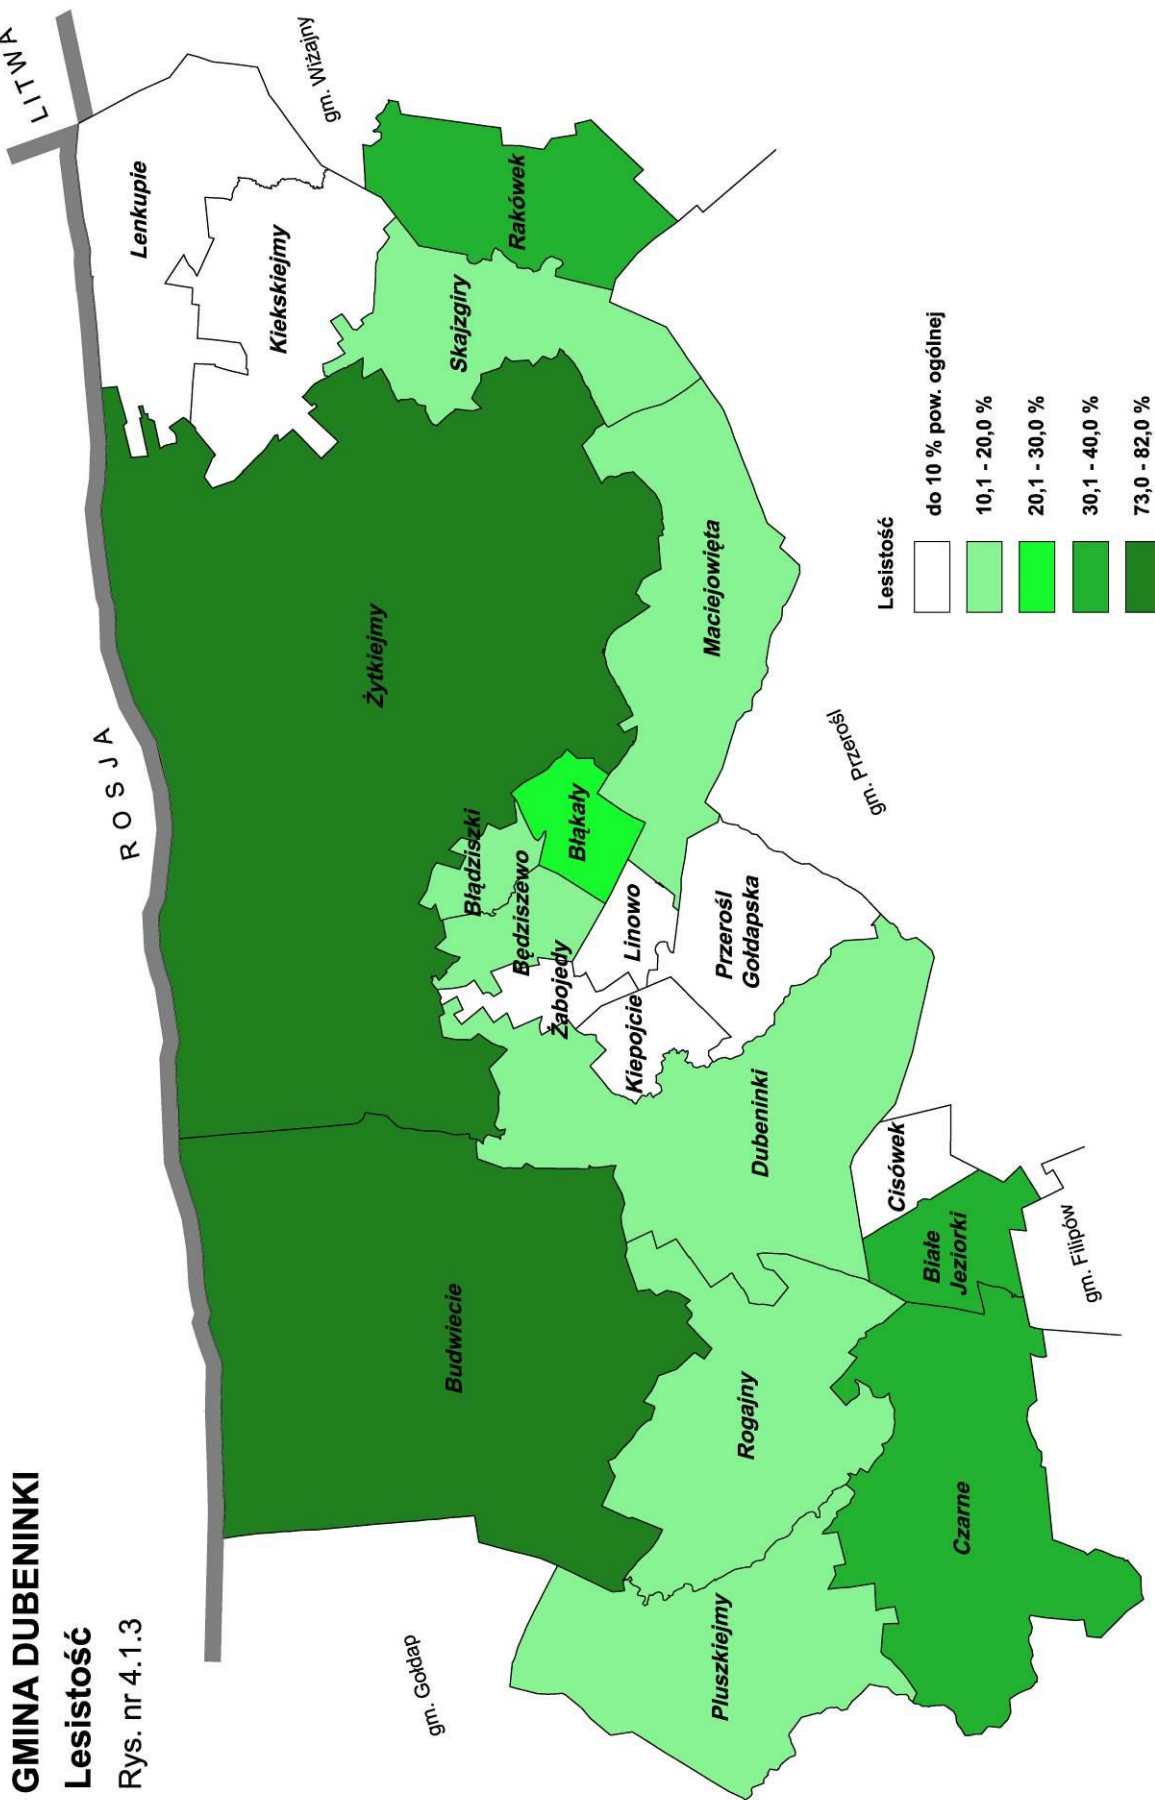 GMINA DUBENINKI
Lesistość
Rys. nr 4.1.3
LITWA
ROSJA
gm. Wiżajny
gm. Gołdap
gm. Przerośl
gm. Filipów
Lenkupie
Kiekskiejmy
Rakówek
Skajzgiry
Żytkiejmy
Maciejowięta
Błąkały
Błądziszki
Będziszewo
Żabojedy
Linowo
Przerośl
Gołdapska
Kiepojcie
Dubeninki
Cisówek
Białe
Jeziorki
Budwiecie
Rogajny
Czarne
Pluszkiejmy
Lesistość
do 10 % pow. ogólnej
10,1 - 20,0 %
20,1 - 30,0 %
30,1 - 40,0 %
73,0 - 82,0 %